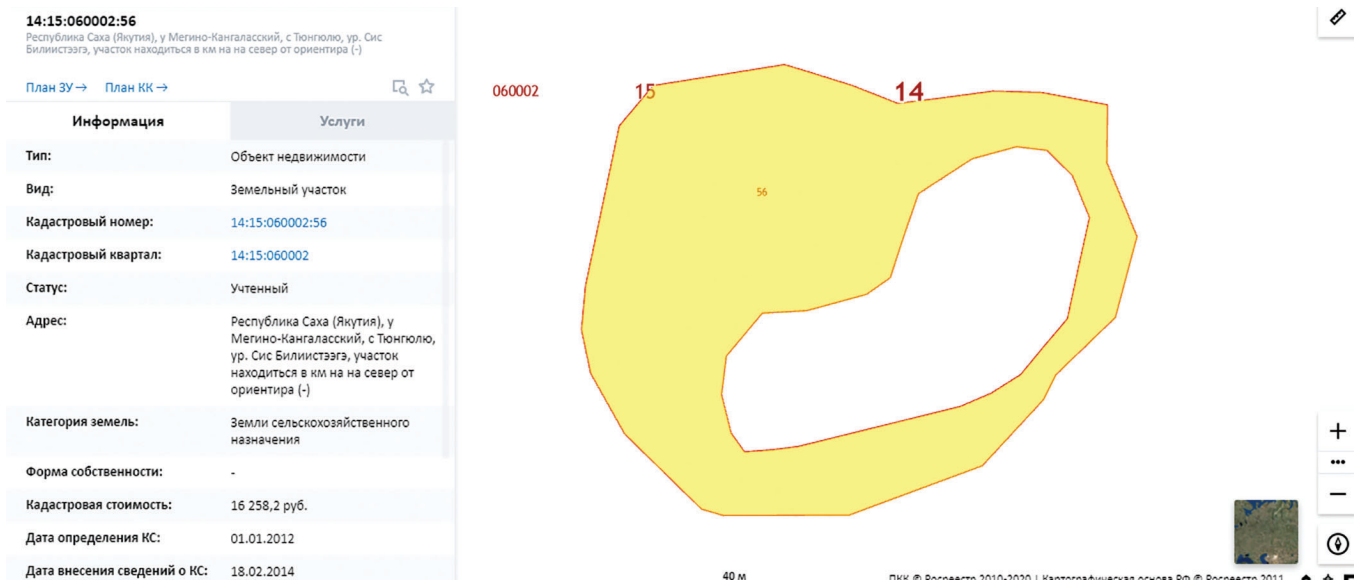 14:15:060002:56
Республика Саха (Якутия), у Мегино-Кангаласский, с Тюнгюлю, ур. Сис
Билиистээгэ, участок находиться в км на на север от ориентира (-)
План ЗУ → План КК →
Информация Услуги
Тип: Объект недвижимости
Вид: Земельный участок
Кадастровый номер: 14:15:060002:56
Кадастровый квартал: 14:15:060002
Статус: Учтенный
Адрес: Республика Саха (Якутия), у
Мегино-Кангаласский, с Тюнгюлю,
ур. Сис Билиистээгэ, участок
находиться в км на на север от
ориентира (-)
Категория земель: Земли сельскохозяйственного
назначения
Форма собственности: -
Кадастровая стоимость: 16 258,2 руб.
Дата определения КС: 01.01.2012
Дата внесения сведений о КС: 18.02.2014
060002 15 14
56
40 м
ПКК © Росреестр 2010-2020 | Картографическая основа РФ © Росреестр 2011